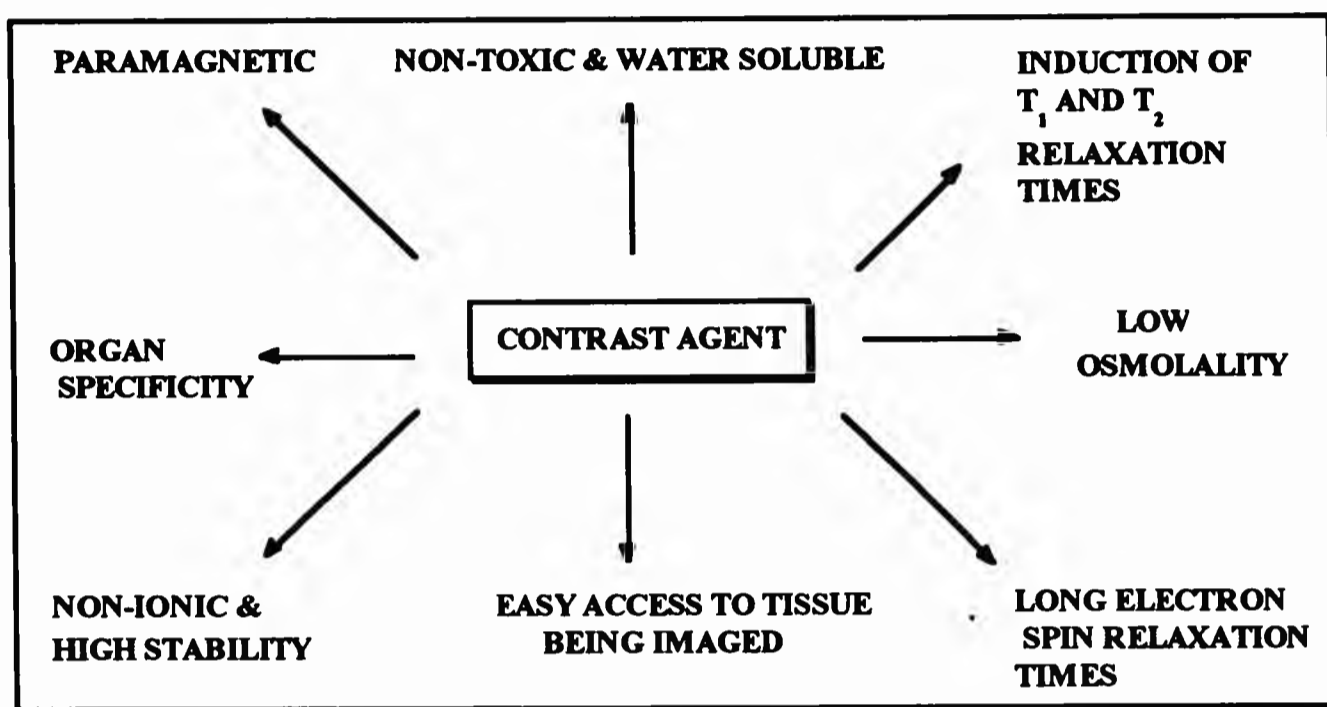 PARAMAGNETIC
NON-TOXIC & WATER SOLUBLE
INDUCTION OF
T₁ AND T₂
RELAXATION
TIMES
ORGAN
SPECIFICITY
CONTRAST AGENT
LOW
OSMOLALITY
NON-IONIC &
HIGH STABILITY
EASY ACCESS TO TISSUE
BEING IMAGED
LONG ELECTRON
SPIN RELAXATION
TIMES